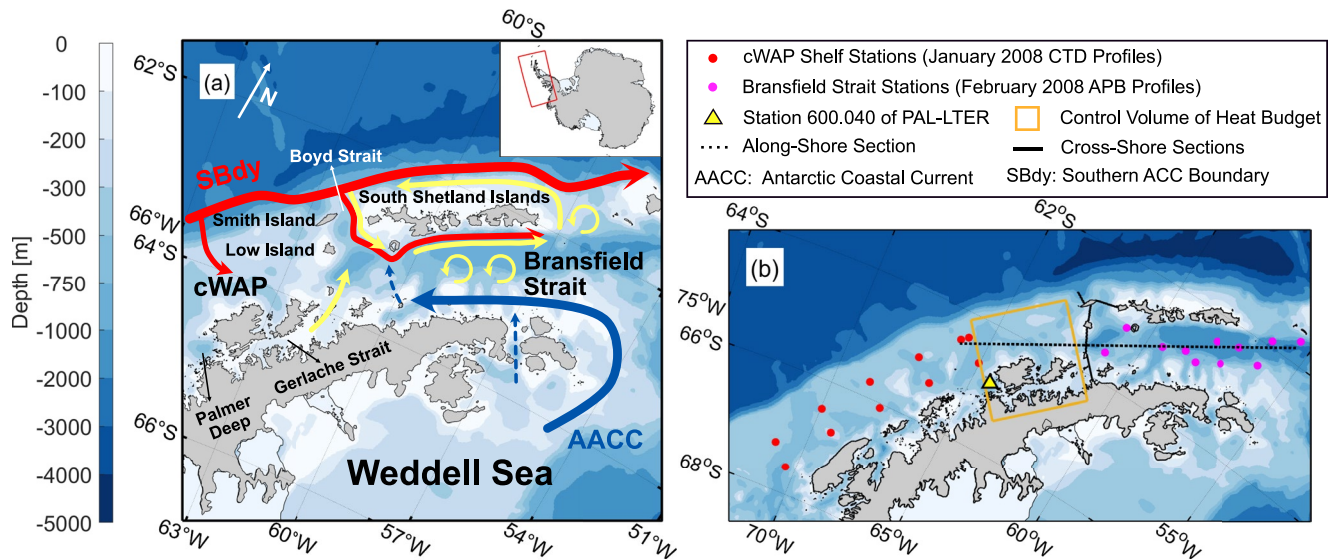 0
-100
-200
-300
-500
-750
-1000
-2000
-3000
-4000
-5000
Depth [m]
(a)
N
60°S
62°S
64°S
66°S
66°W
63°W
60°W
57°W
54°W
51°W
SBdy
Boyd Strait
South Shetland Islands
Smith Island
Low Island
cWAP
Bransfield
Strait
Gerlache Strait
Palmer
Deep
AACC
Weddell Sea
cWAP Shelf Stations (January 2008 CTD Profiles)
Bransfield Strait Stations (February 2008 APB Profiles)
Station 600.040 of PAL-LTER
Control Volume of Heat Budget
Along-Shore Section
Cross-Shore Sections
AACC: Antarctic Coastal Current
SBdy: Southern ACC Boundary
(b)
64°S
62°S
75°W
66°S
68°S
70°W
65°W
60°W
55°W